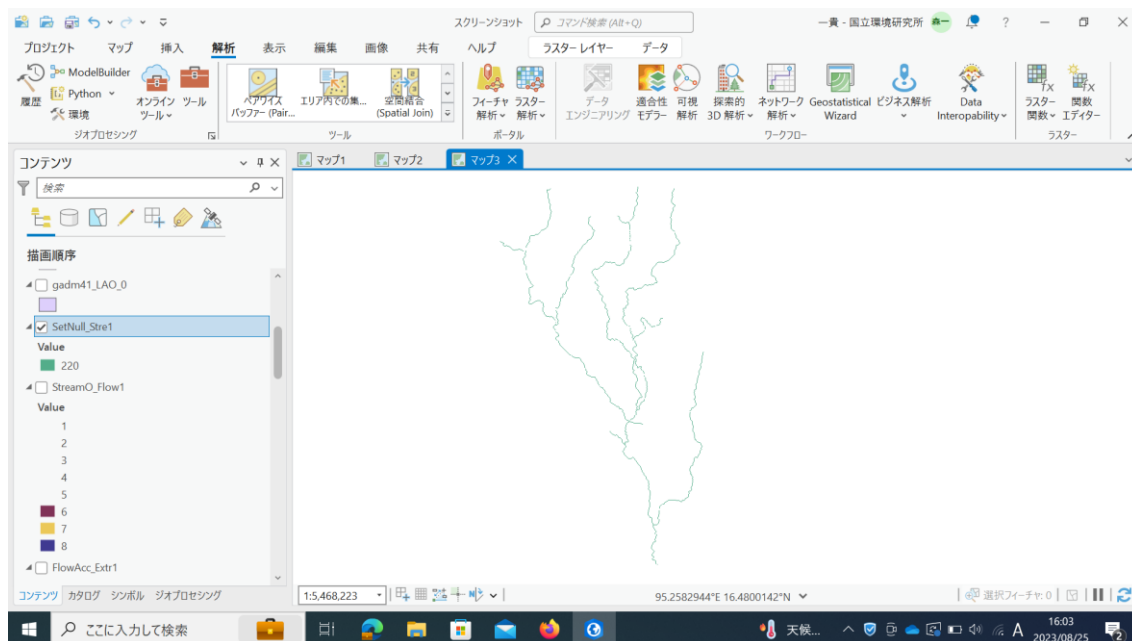 スクリーンショット
コマンド検索 (Alt+Q)
一貴 - 国立環境研究所
森一
?
プロジェクト マップ 挿入 解析 表示 編集 画像 共有 ヘルプ ラスター レイヤー データ
履歴
ModelBuilder
Python
環境
オンライン ツール
ツール
ジオプロセシング
ペアワイズ バッファー (Pair...
エリア内での集...
空間結合 (Spatial Join)
ツール
フィーチャ 解析
ラスター 解析
ポータル
データ エンジニアリング
適合性 モデラー
可視 解析
探索的 3D 解析
ネットワーク 解析
Geostatistical Wizard
ビジネス解析
Data Interoperability
ワークフロー
ラスター 関数
関数 エディター
ラスター
コンテンツ
検索
描画順序
gadm41_LAO_0
SetNull_Stre1
Value
220
StreamO_Flow1
Value
1
2
3
4
5
6
7
8
FlowAcc_Extr1
コンテンツ カタログ シンボル ジオプロセシング
マップ1 マップ2 マップ3
1:5,468,223
95.2582944°E 16.4800142°N
選択フィーチャ: 0
ここに入力して検索
天候...
A
16:03
2023/08/25
2